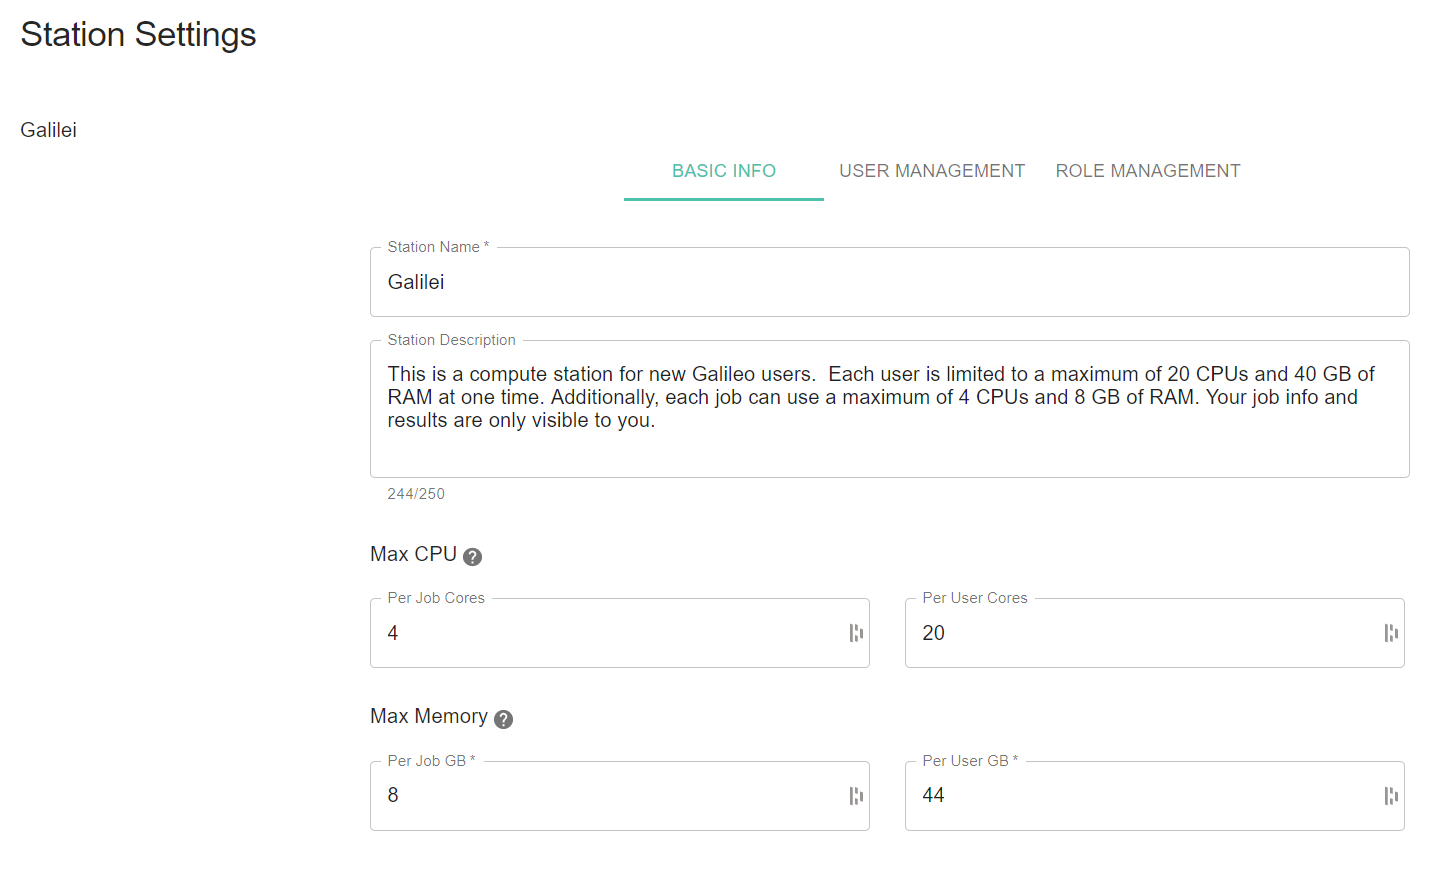 Station Settings
Galilei
BASIC INFO
USER MANAGEMENT
ROLE MANAGEMENT
Station Name *
Galilei
Station Description
This is a compute station for new Galileo users.  Each user is limited to a maximum of 20 CPUs and 40 GB of
RAM at one time. Additionally, each job can use a maximum of 4 CPUs and 8 GB of RAM. Your job info and
results are only visible to you.
244/250
Max CPU ?
Per Job Cores
4
Per User Cores
20
Max Memory ?
Per Job GB *
8
Per User GB *
44